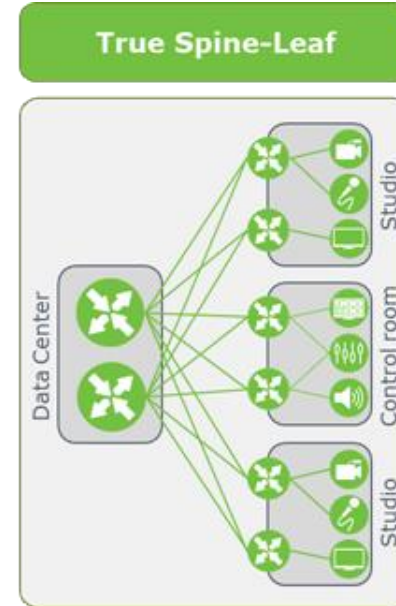 True Spine-Leaf
Data Center
Studio
Control room
Studio